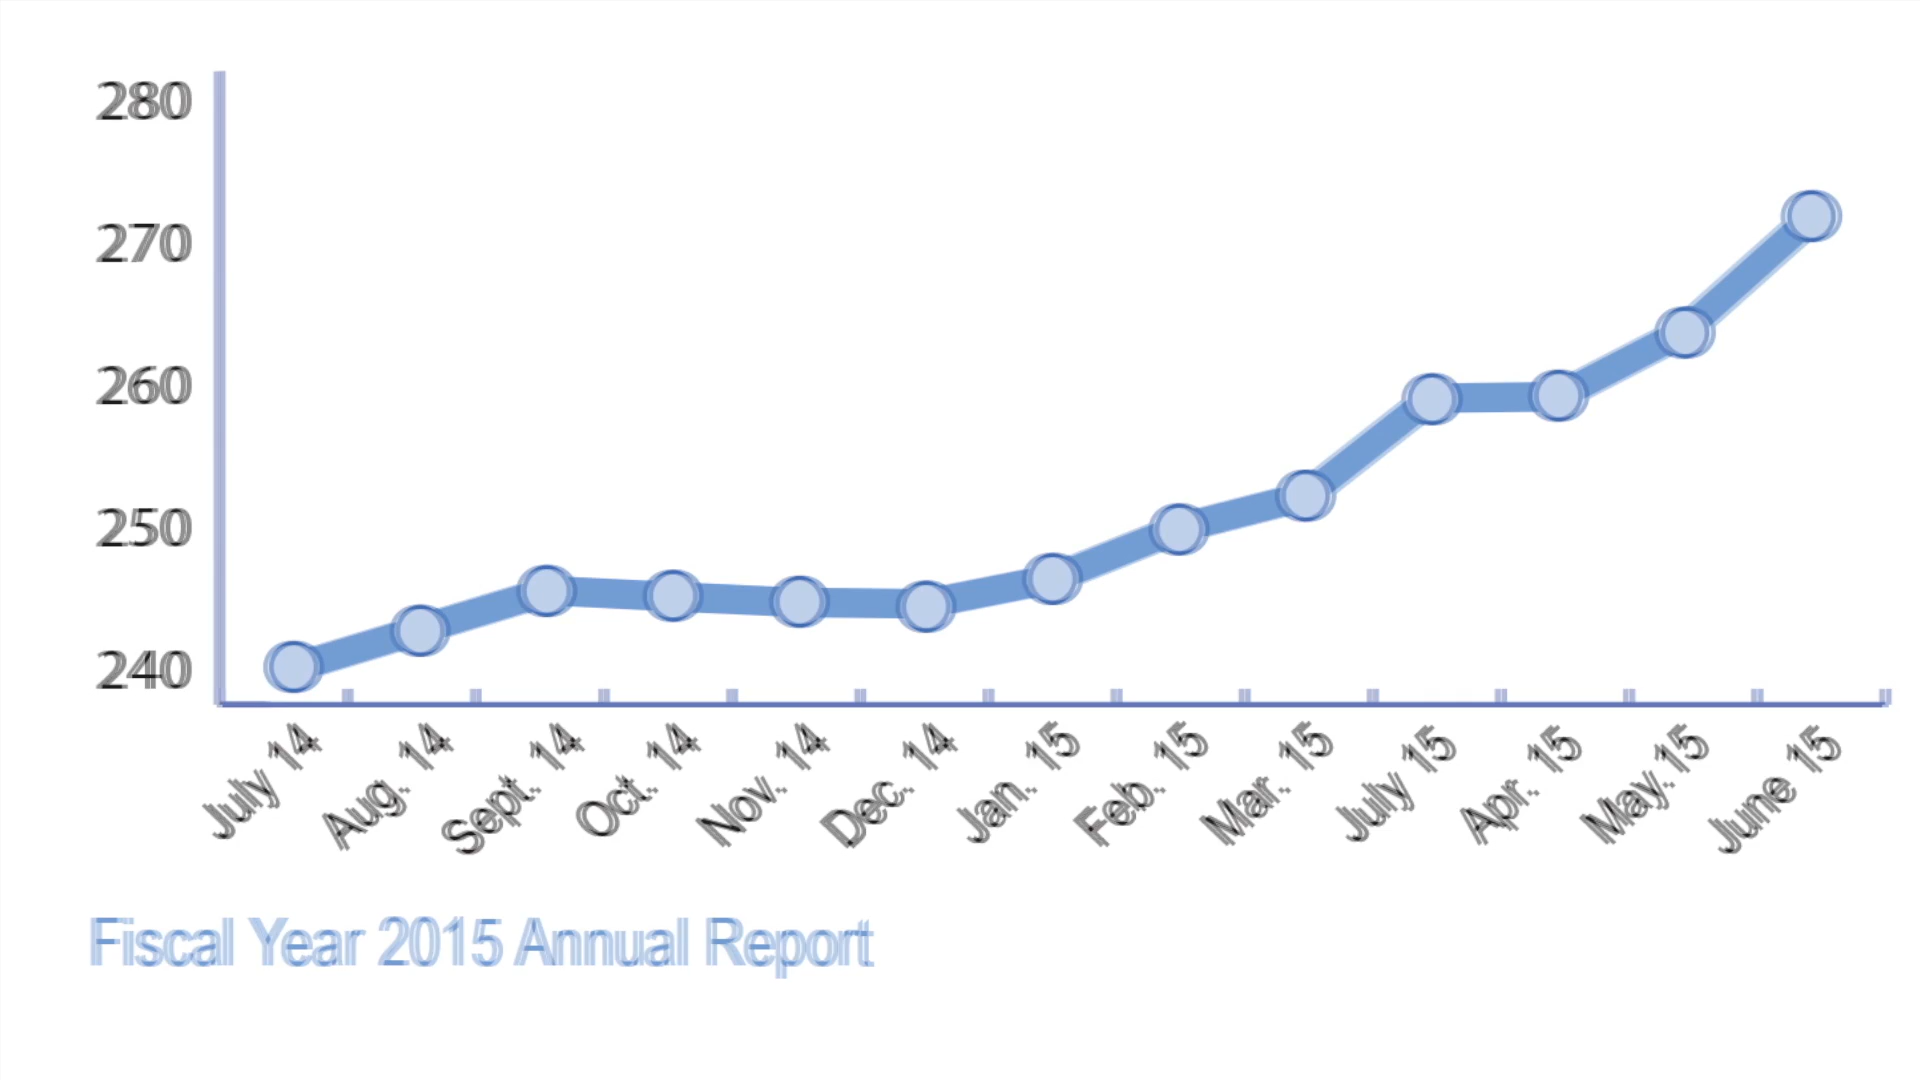 280
270
260
250
240
July 14
Aug. 14
Sept. 14
Oct. 14
Nov. 14
Dec. 14
Jan. 15
Feb. 15
Mar. 15
July 15
Apr. 15
May.15
June 15
Fiscal Year 2015 Annual Report